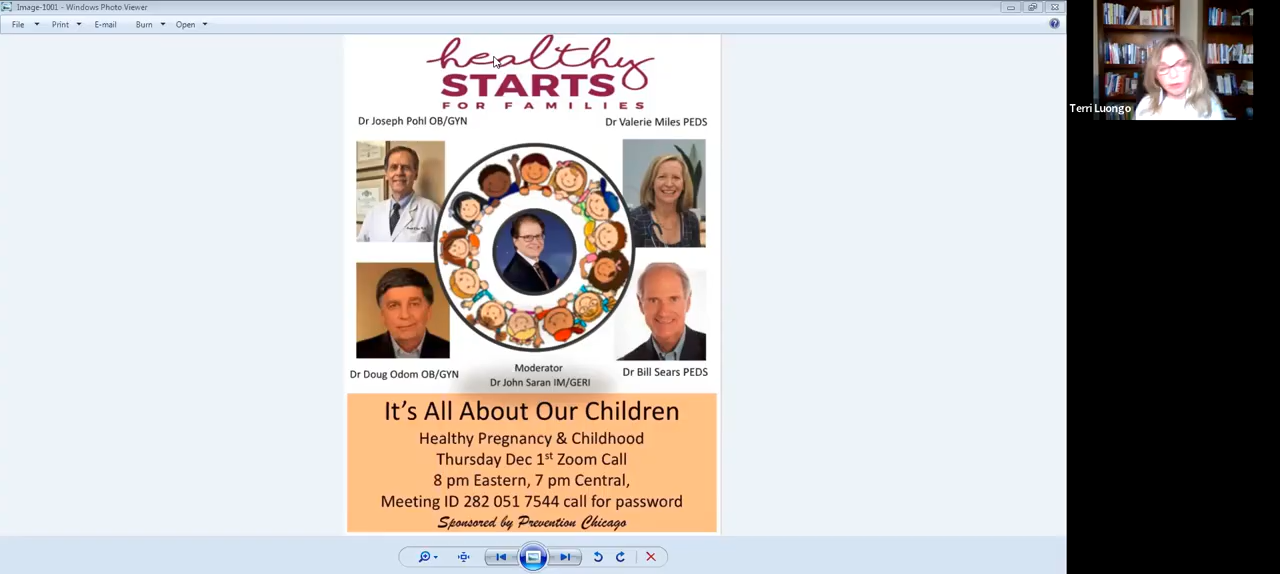 Image-1001 - Windows Photo Viewer
File Print E-mail Burn Open
healthy
STARTS
FOR FAMILIES
Dr Joseph Pohl OB/GYN
Dr Valerie Miles PEDS
Dr Doug Odom OB/GYN
Moderator
Dr John Saran IM/GERI
Dr Bill Sears PEDS
It's All About Our Children
Healthy Pregnancy & Childhood
Thursday Dec 1st Zoom Call
8 pm Eastern, 7 pm Central,
Meeting ID 282 051 7544 call for password
Sponsored by Prevention Chicago
Terri Luongo